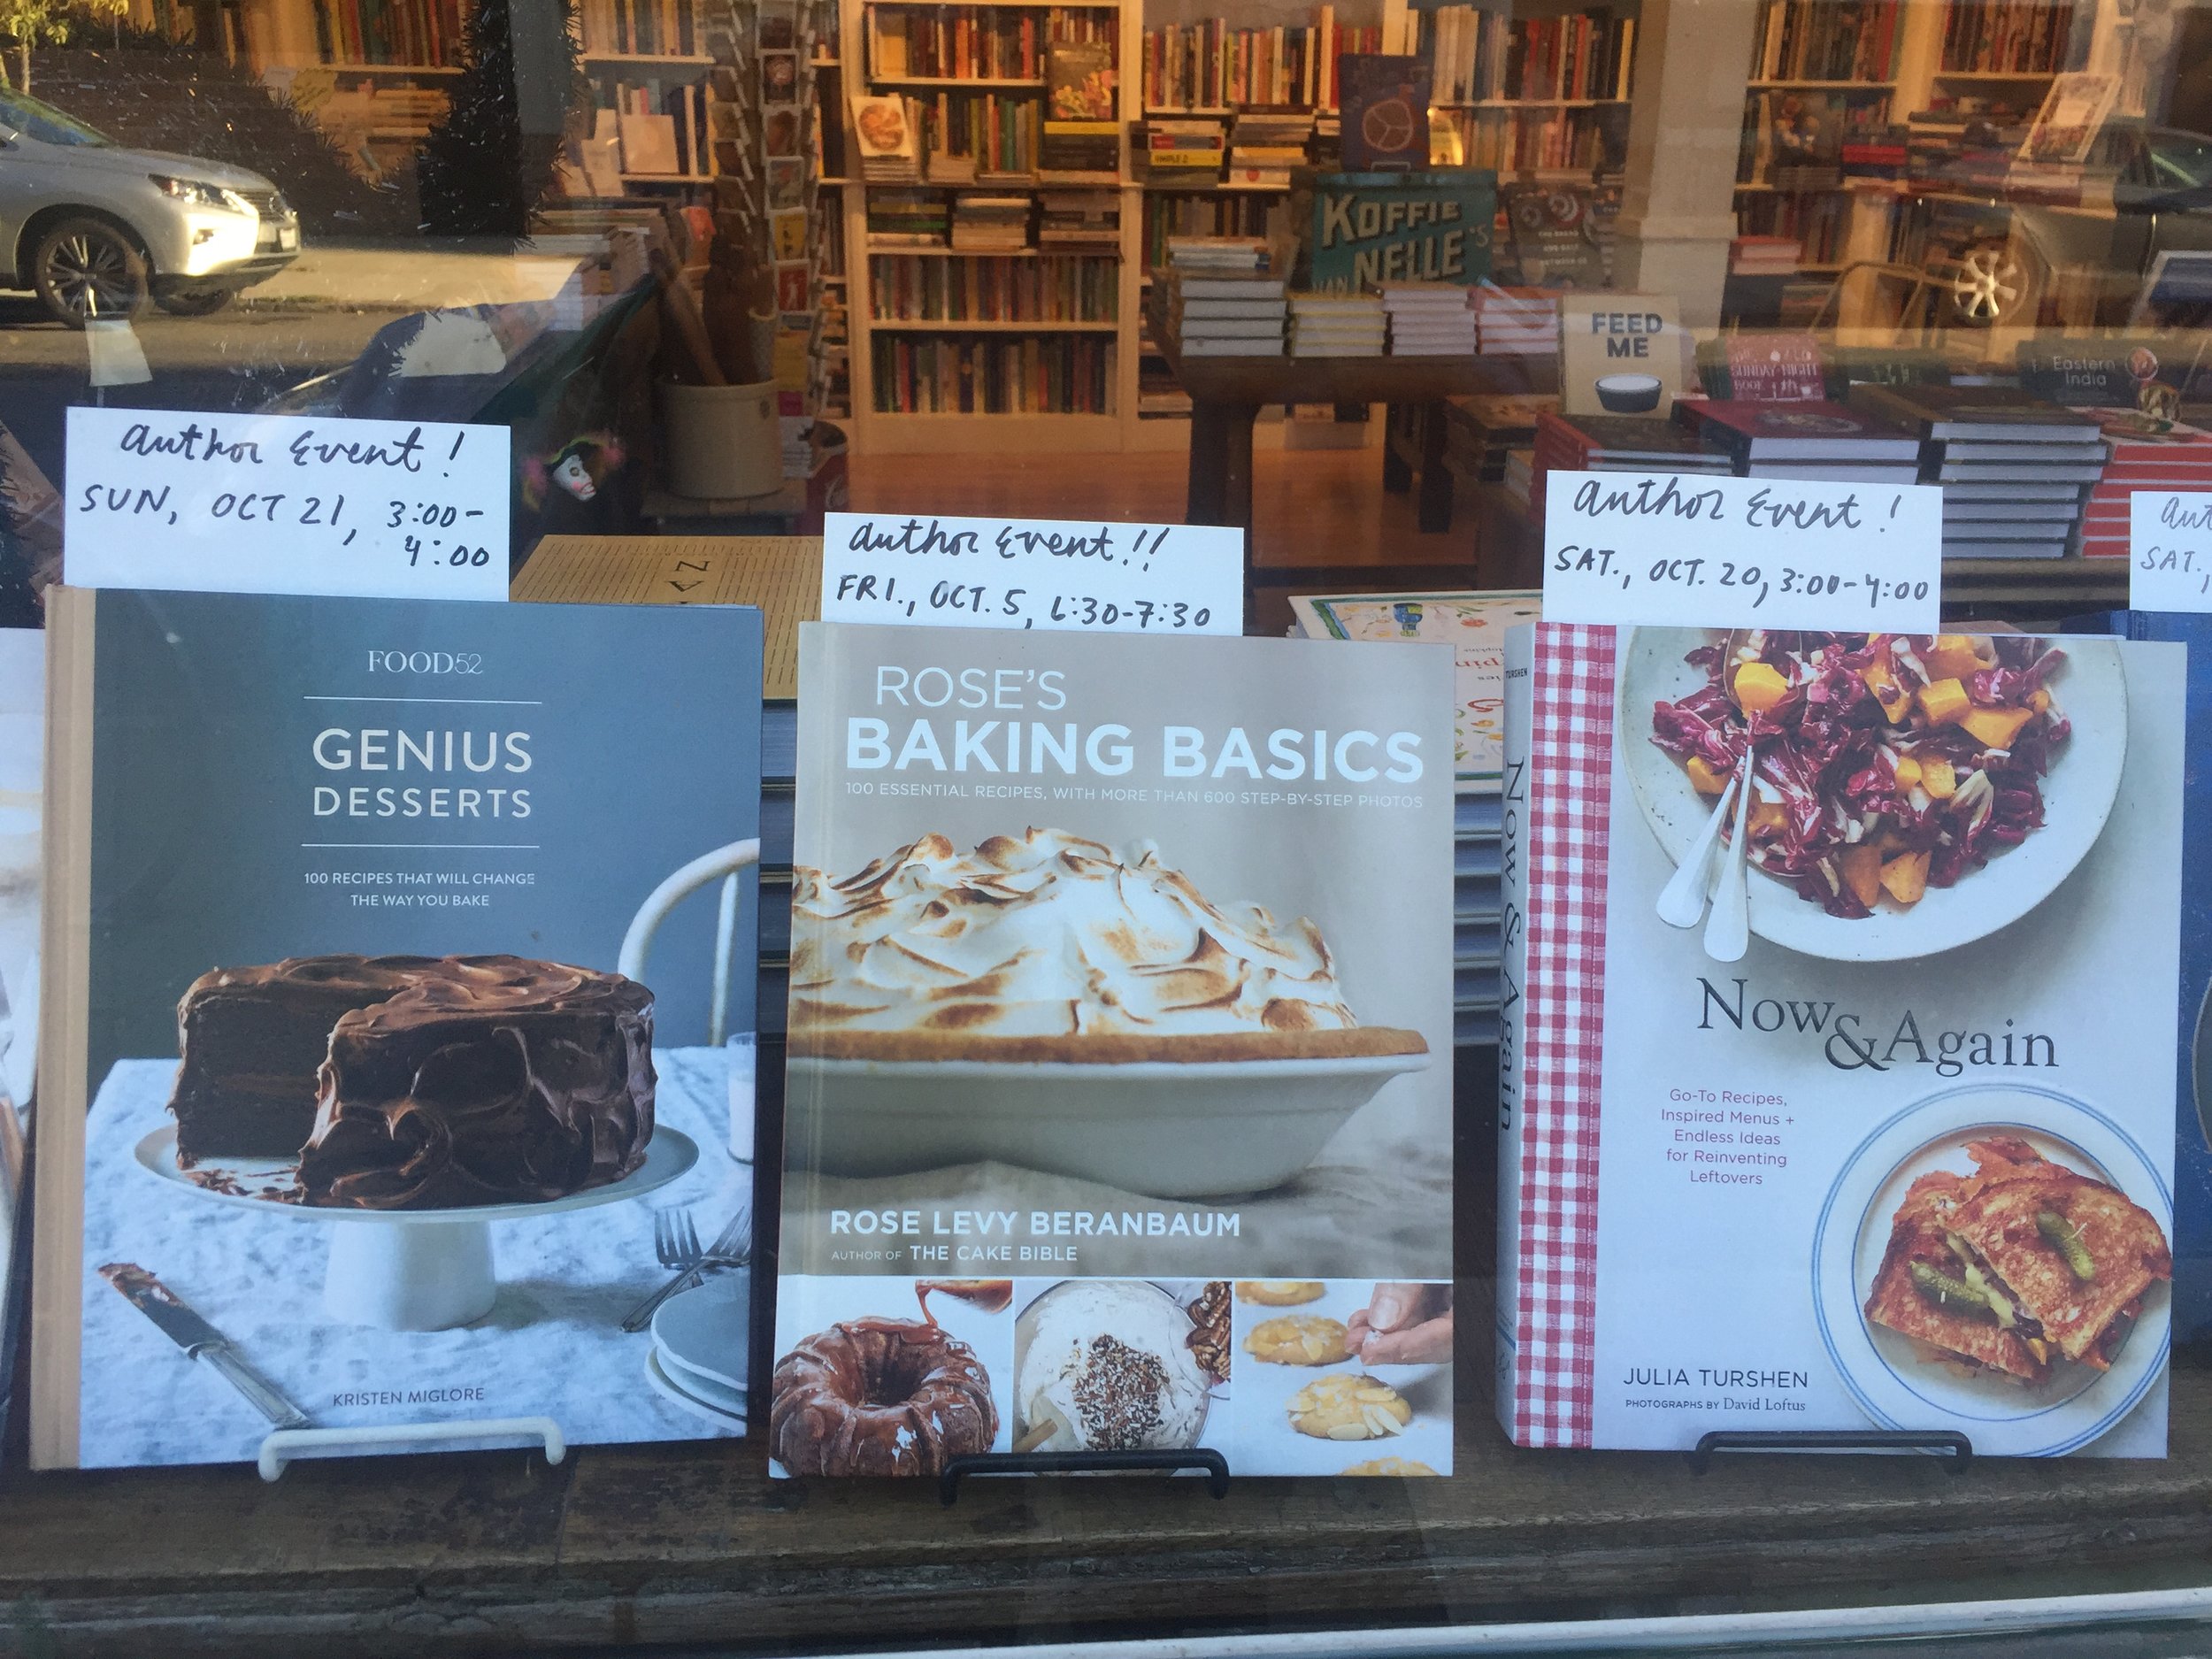 KOFFIE
VAN NELLE'S
FEED
ME
Eastern
India
author Event!
SUN, OCT 21, 3:00-
4:00
FOOD52
GENIUS
DESSERTS
100 RECIPES THAT WILL CHANGE
THE WAY YOU BAKE
KRISTEN MIGLORE
author Event!!
FRI., OCT. 5, 6:30-7:30
ROSE'S
BAKING BASICS
100 ESSENTIAL RECIPES, WITH MORE THAN 600 STEP-BY-STEP PHOTOS
ROSE LEVY BERANBAUM
AUTHOR OF THE CAKE BIBLE
author Event!
SAT., OCT. 20, 3:00-4:00
TURSHEN
Now & Again
Now & Again
Go-To Recipes,
Inspired Menus +
Endless Ideas
for Reinventing
Leftovers
JULIA TURSHEN
PHOTOGRAPHS BY David Loftus
Aut
SAT.,